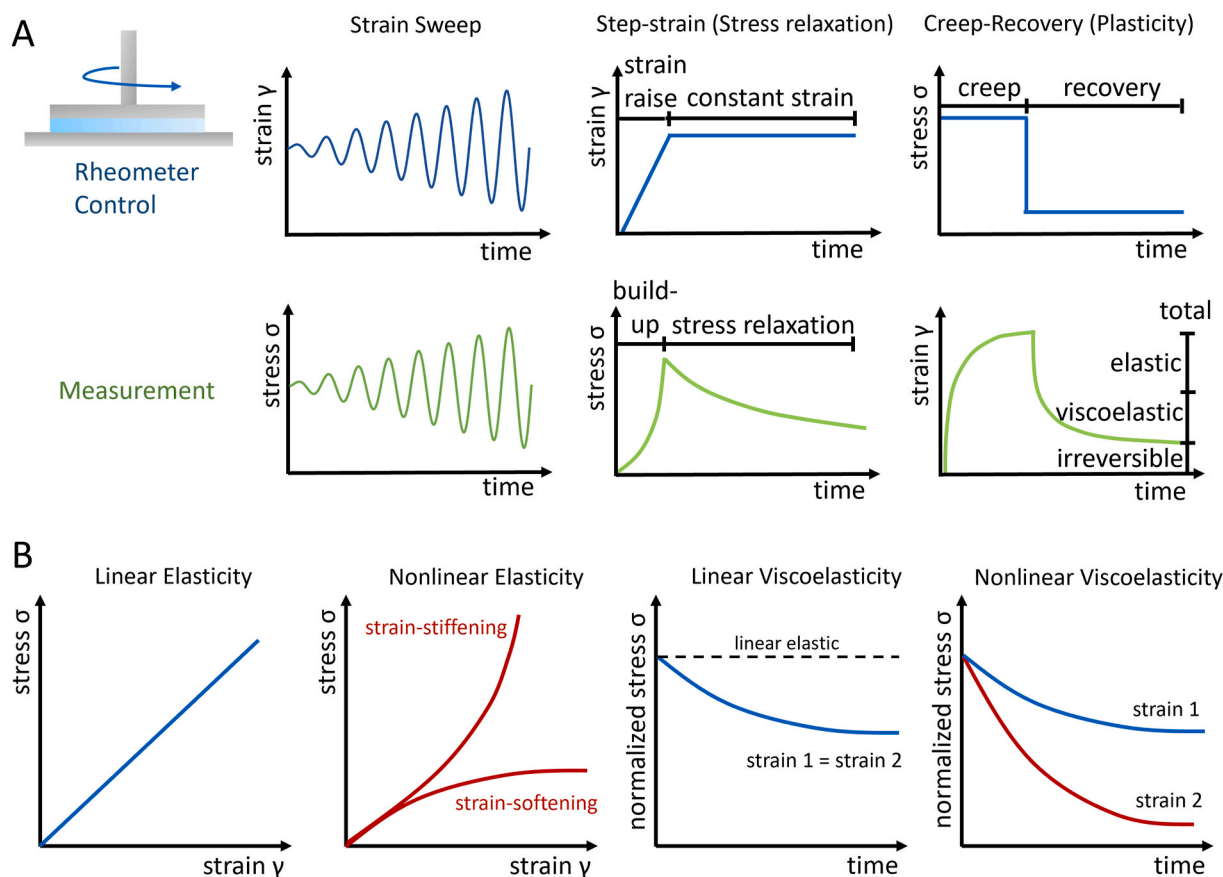 A
Strain Sweep
Step-strain (Stress relaxation)
Creep-Recovery (Plasticity)
Rheometer
Control
strain γ
time
strain γ
strain
raise
constant strain
time
stress σ
creep
recovery
time
Measurement
stress σ
time
stress σ
build-
up
stress relaxation
time
strain γ
total
elastic
viscoelastic
irreversible
time
B
Linear Elasticity
Nonlinear Elasticity
Linear Viscoelasticity
Nonlinear Viscoelasticity
stress σ
strain γ
stress σ
strain-stiffening
strain-softening
strain γ
normalized stress σ
linear elastic
strain 1 = strain 2
time
normalized stress σ
strain 1
strain 2
time